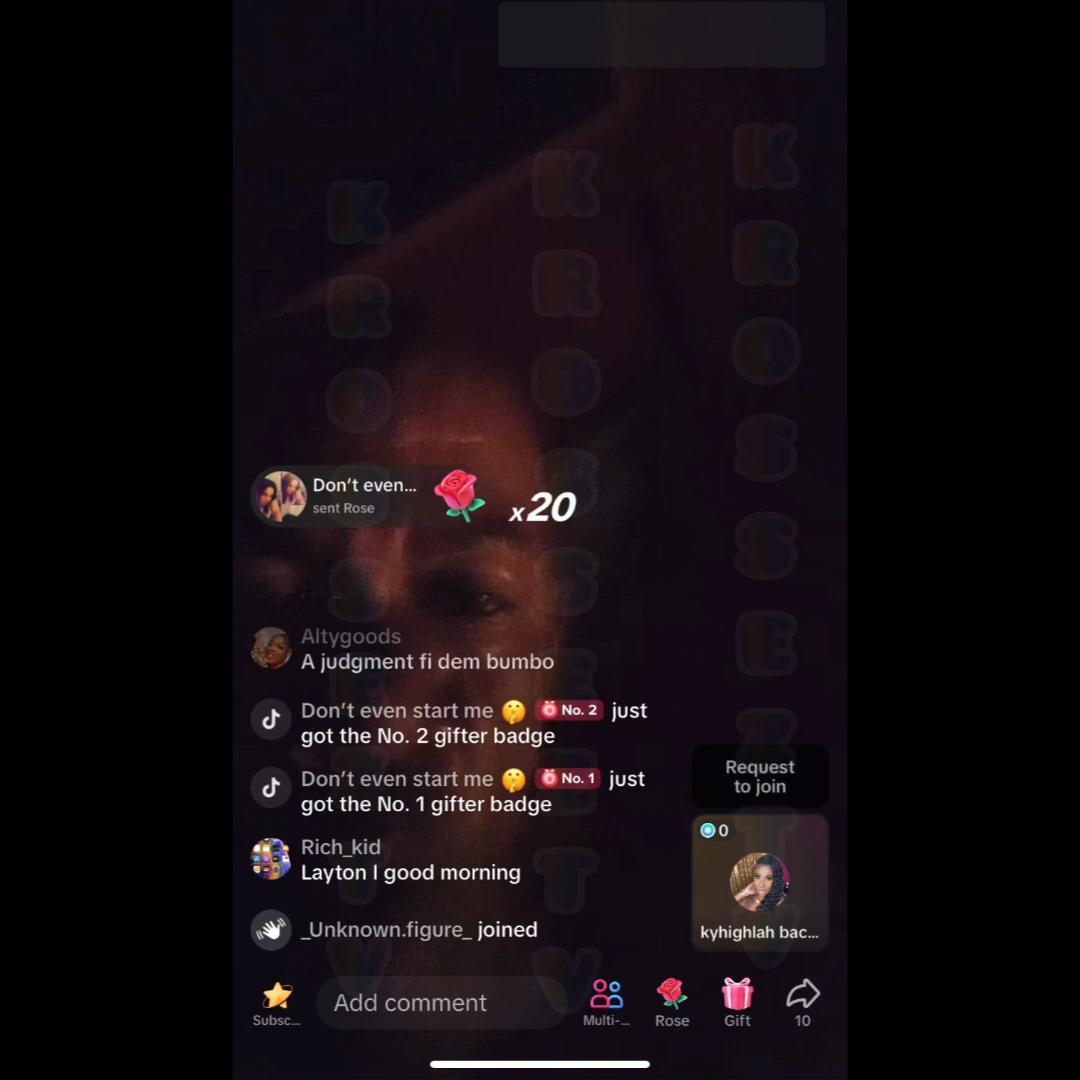 K K K
R R R
O O O
S S S
S S S
E E E
Z Z Z
T T T
V V V
Don't even...
sent Rose
x20
Altygoods
A judgment fi dem bumbo
Don't even start me 🤫 No. 2 just
got the No. 2 gifter badge
Don't even start me 🤫 No. 1 just
got the No. 1 gifter badge
Rich_kid
Layton I good morning
_Unknown.figure_ joined
Request
to join
0
kyhighlah bac...
Subsc...
Add comment
Multi-...
Rose
Gift
10